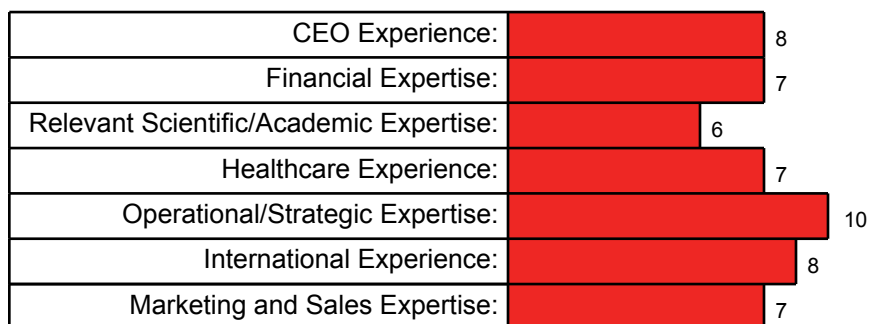 CEO Experience: 8
Financial Expertise: 7
Relevant Scientific/Academic Expertise: 6
Healthcare Experience: 7
Operational/Strategic Expertise: 10
International Experience: 8
Marketing and Sales Expertise: 7